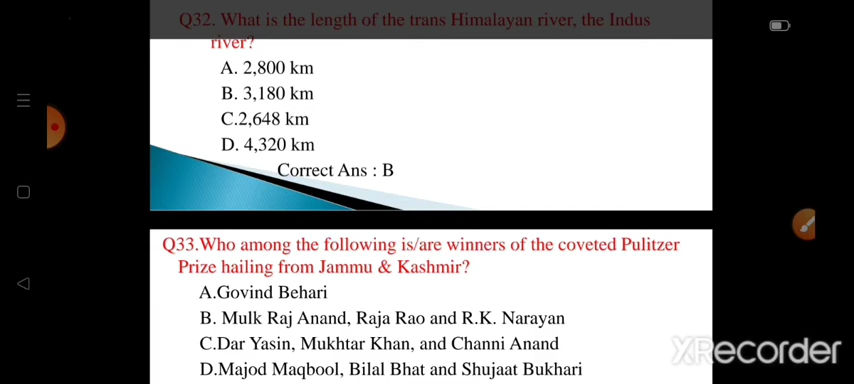 Q32. What is the length of the trans Himalayan river, the Indus
river?
A. 2,800 km
B. 3,180 km
C.2,648 km
D. 4,320 km
Correct Ans : B
Q33.Who among the following is/are winners of the coveted Pulitzer
Prize hailing from Jammu & Kashmir?
A.Govind Behari
B. Mulk Raj Anand, Raja Rao and R.K. Narayan
C.Dar Yasin, Mukhtar Khan, and Channi Anand
D.Majod Maqbool, Bilal Bhat and Shujaat Bukhari
XRecorder